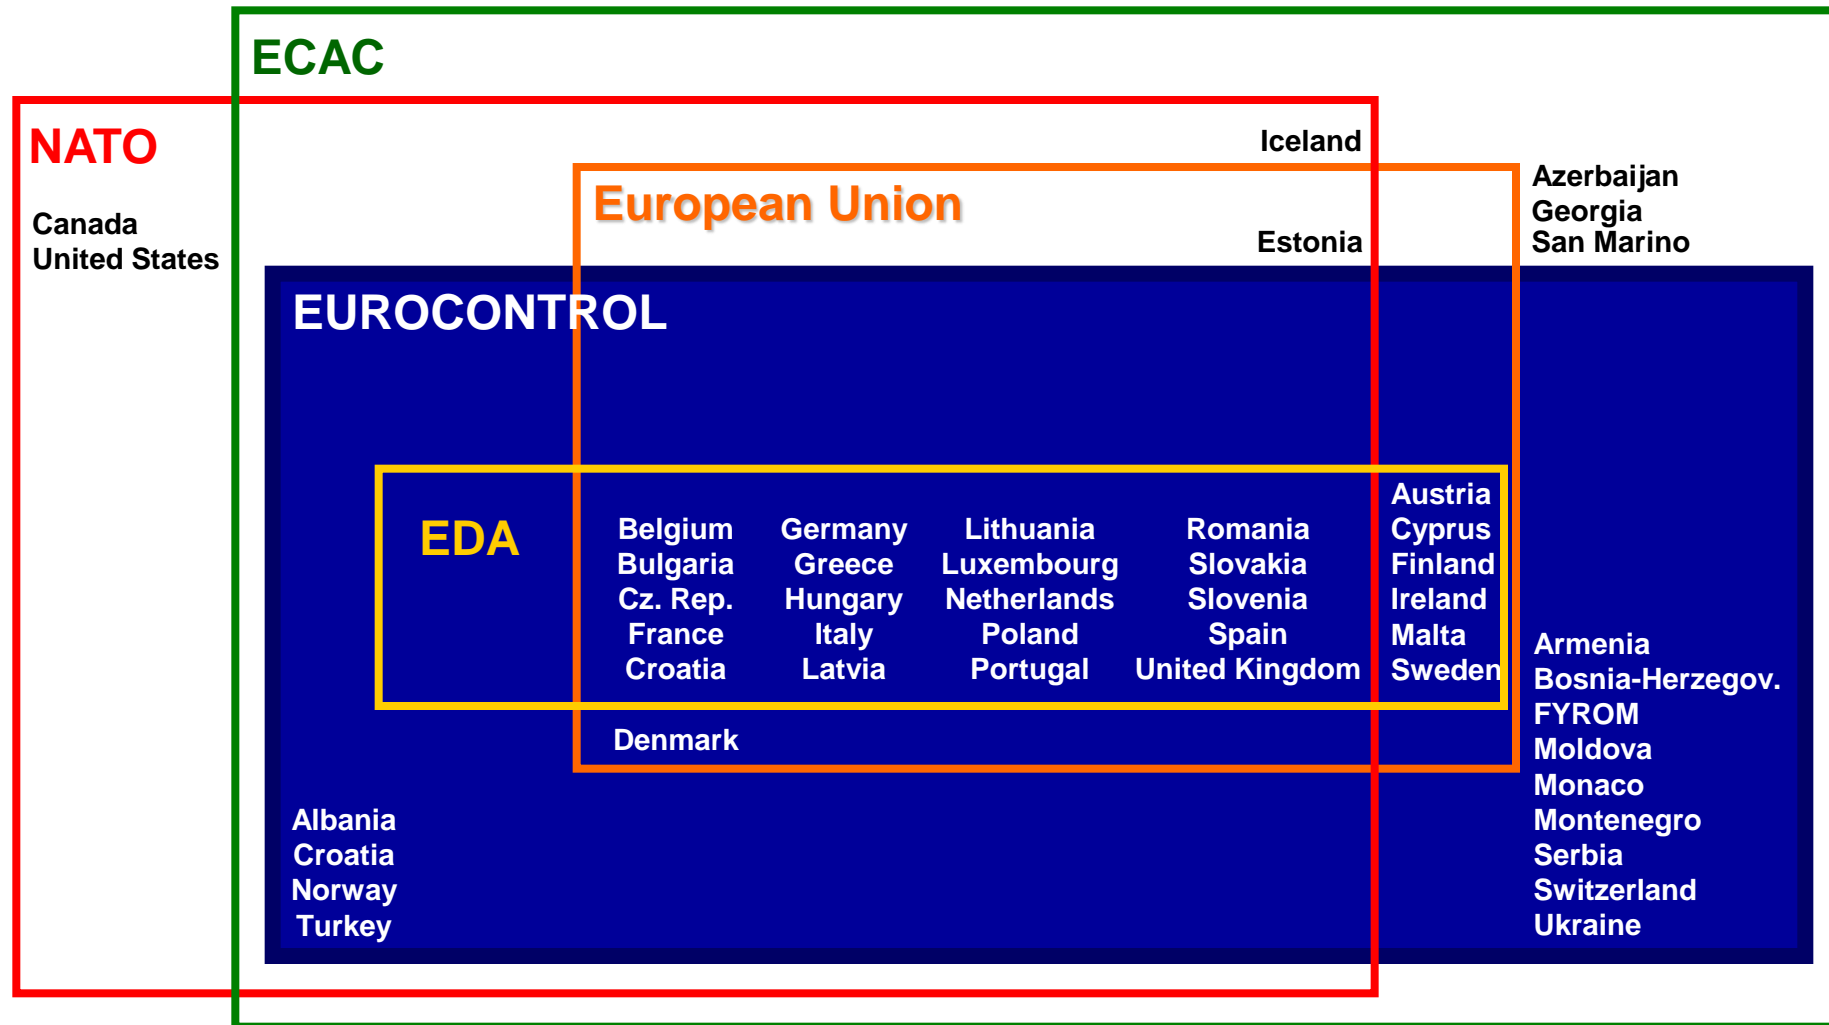 ECAC
NATO
Iceland
Azerbaijan
European Union
Georgia
Canada
Estonia
San Marino
United States
EUROCONTROL
EDA
Austria
Belgium Germany Lithuania Romania Cyprus
Bulgaria Greece Luxembourg Slovakia Finland
Cz. Rep. Hungary Netherlands Slovenia Ireland
France Italy Poland Spain Malta
Croatia Latvia Portugal United Kingdom Sweden
Denmark
Armenia
Bosnia-Herzegov.
FYROM
Moldova
Monaco
Montenegro
Serbia
Switzerland
Ukraine
Albania
Croatia
Norway
Turkey